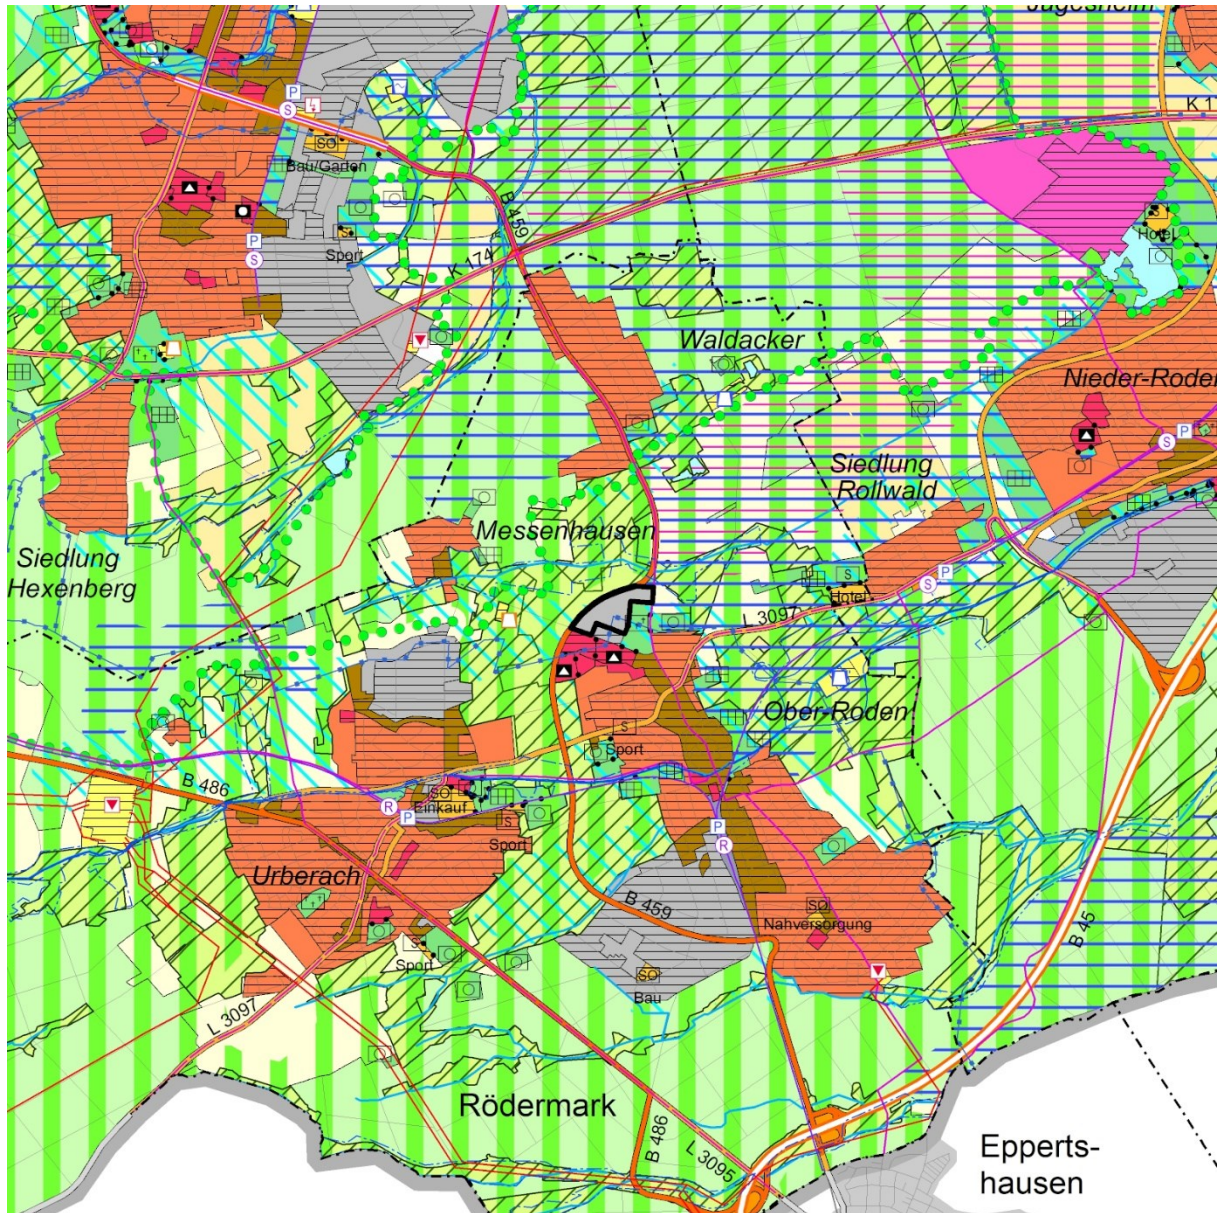 Jügesheim
K 1
P
S
SO
Bau/Garten
B 459
S
Hotel
P
S
Sport
K 174
Waldacker
Nieder-Roden
P
S
Siedlung
Rollwald
Messenhausen
Siedlung
Hexenberg
P
S
S
Hotel
L 3097
Ober-Roden
S
Sport
B 486
SO
Einkauf
R
P
S
Sport
P
R
Urberach
B 459
SO
Nahversorgung
B 45
S
Sport
SO
Bau
L 3097
Rödermark
B 486
L 3095
Epperts-
hausen